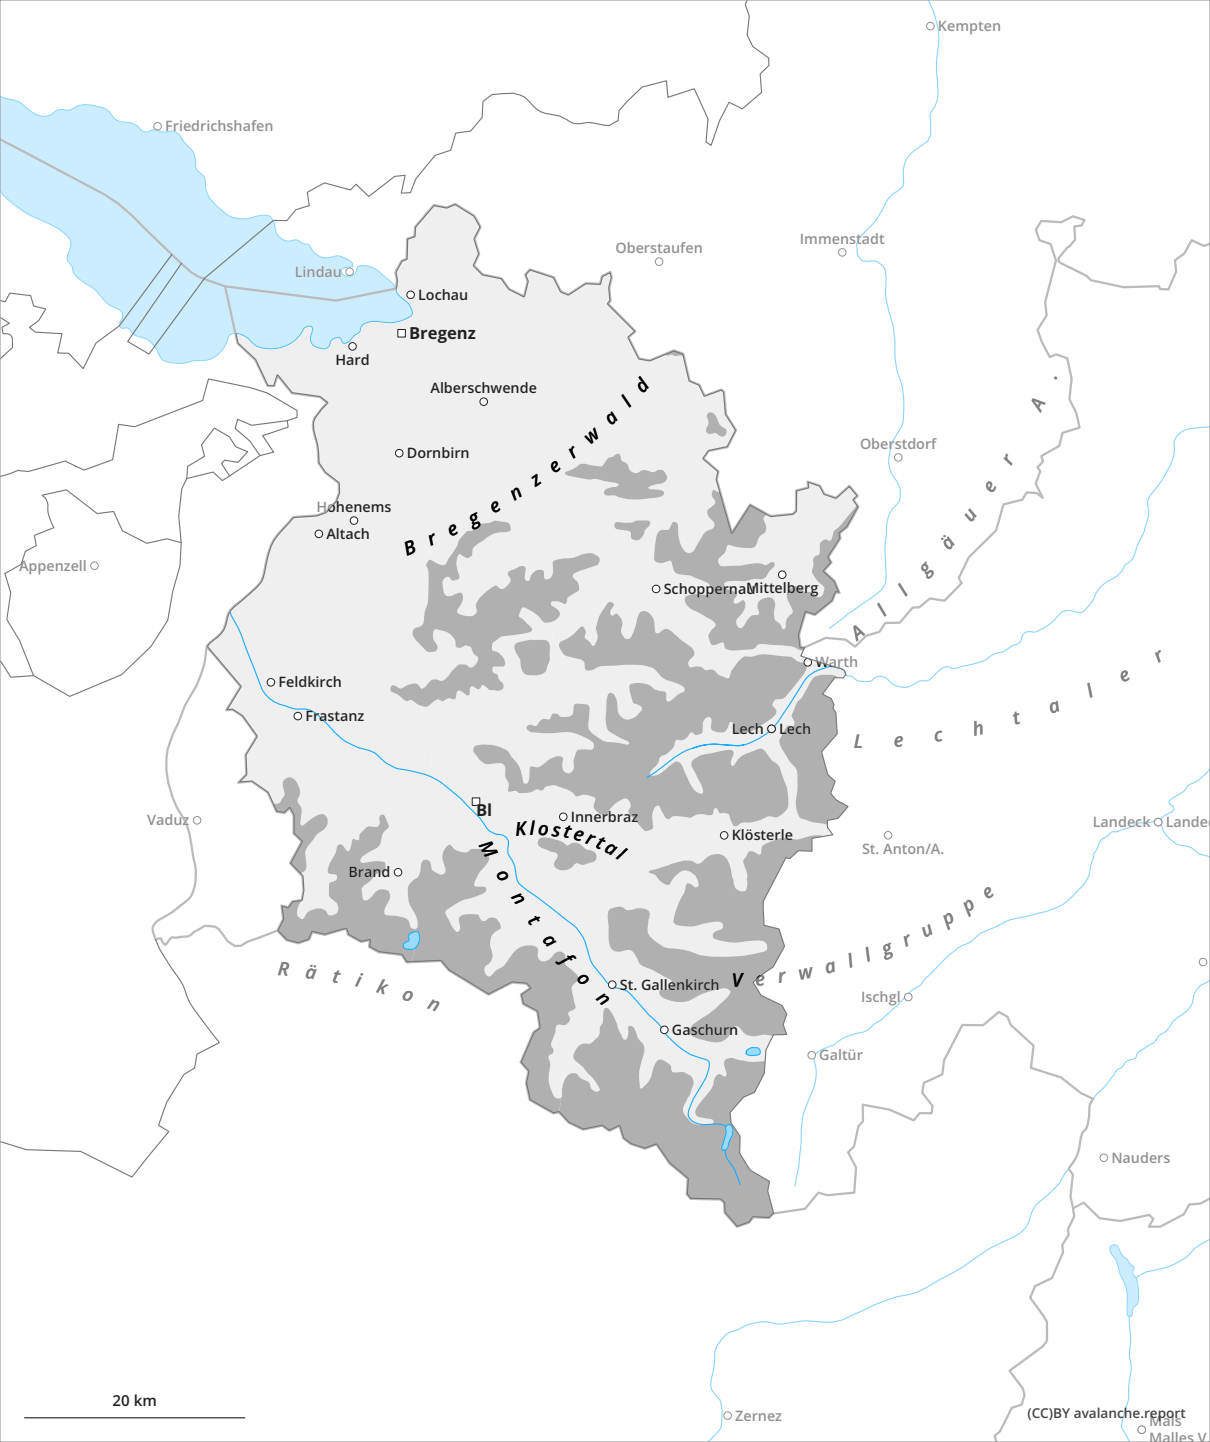 Kempten
Friedrichshafen
Immenstadt
Oberstaufen
Lindau
Lochau
Bregenz
Hard
Alberschwende
Bregenzerwald
Allgäuer A.
Oberstdorf
Dornbirn
Hohenems
Altach
Appenzell
Schoppernau
Mittelberg
Warth
Lechtaler
Feldkirch
Frastanz
Lech
Lech
Vaduz
Bl
Innerbraz
Klostertal
Klösterle
Landeck
St. Anton/A.
Montafon
Brand
Verwallgruppe
Rätikon
St. Gallenkirch
Ischgl
Gaschurn
Galtür
Nauders
20 km
(CC)BY avalanche.report
Zernez
Mals
Malles V.